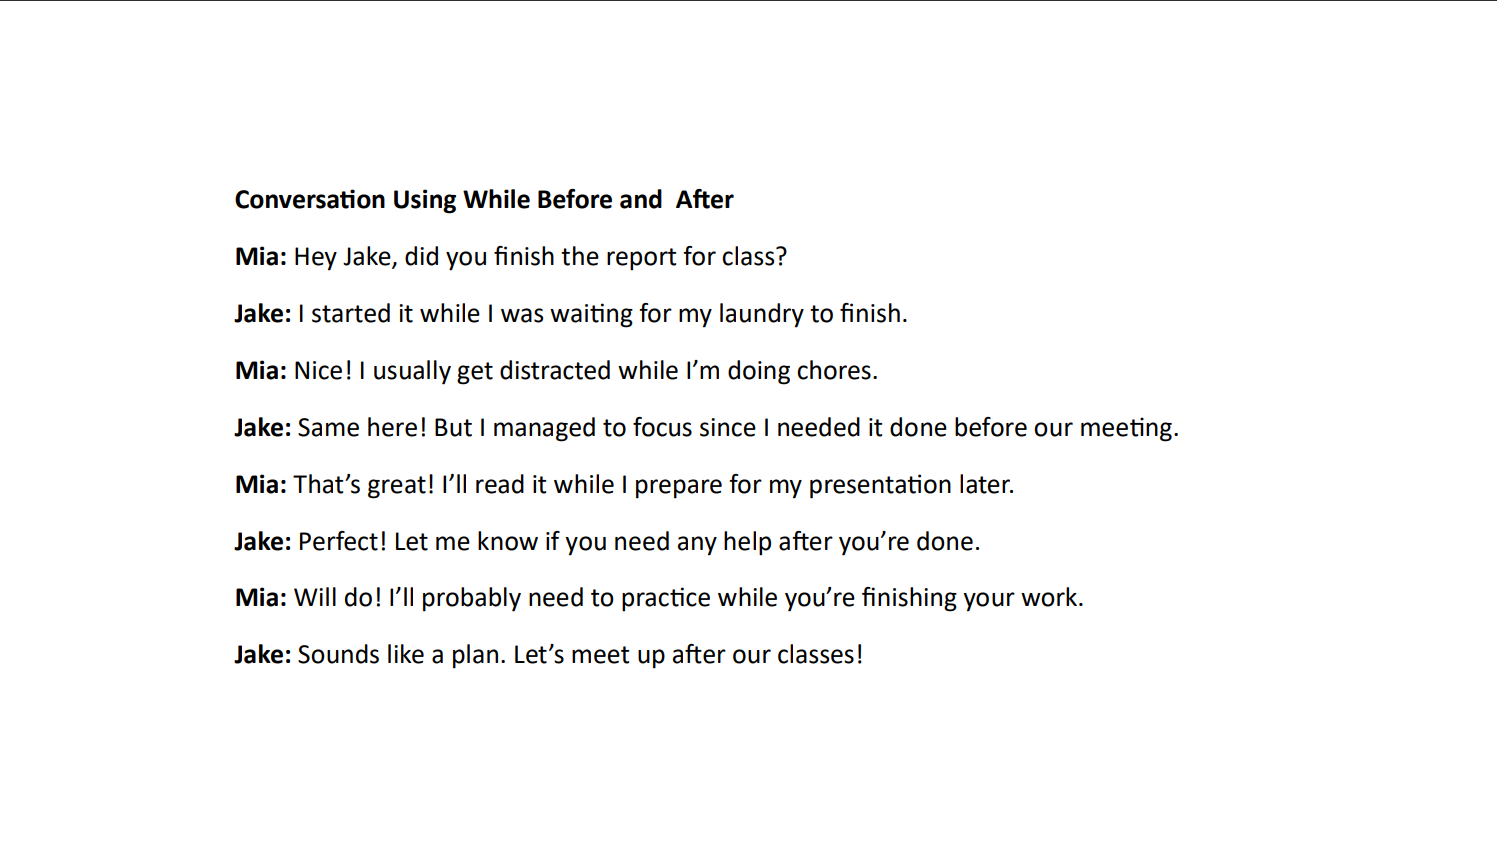 Conversation Using While Before and  After
Mia: Hey Jake, did you finish the report for class?
Jake: I started it while I was waiting for my laundry to finish.
Mia: Nice! I usually get distracted while I’m doing chores.
Jake: Same here! But I managed to focus since I needed it done before our meeting.
Mia: That’s great! I’ll read it while I prepare for my presentation later.
Jake: Perfect! Let me know if you need any help after you’re done.
Mia: Will do! I’ll probably need to practice while you’re finishing your work.
Jake: Sounds like a plan. Let’s meet up after our classes!